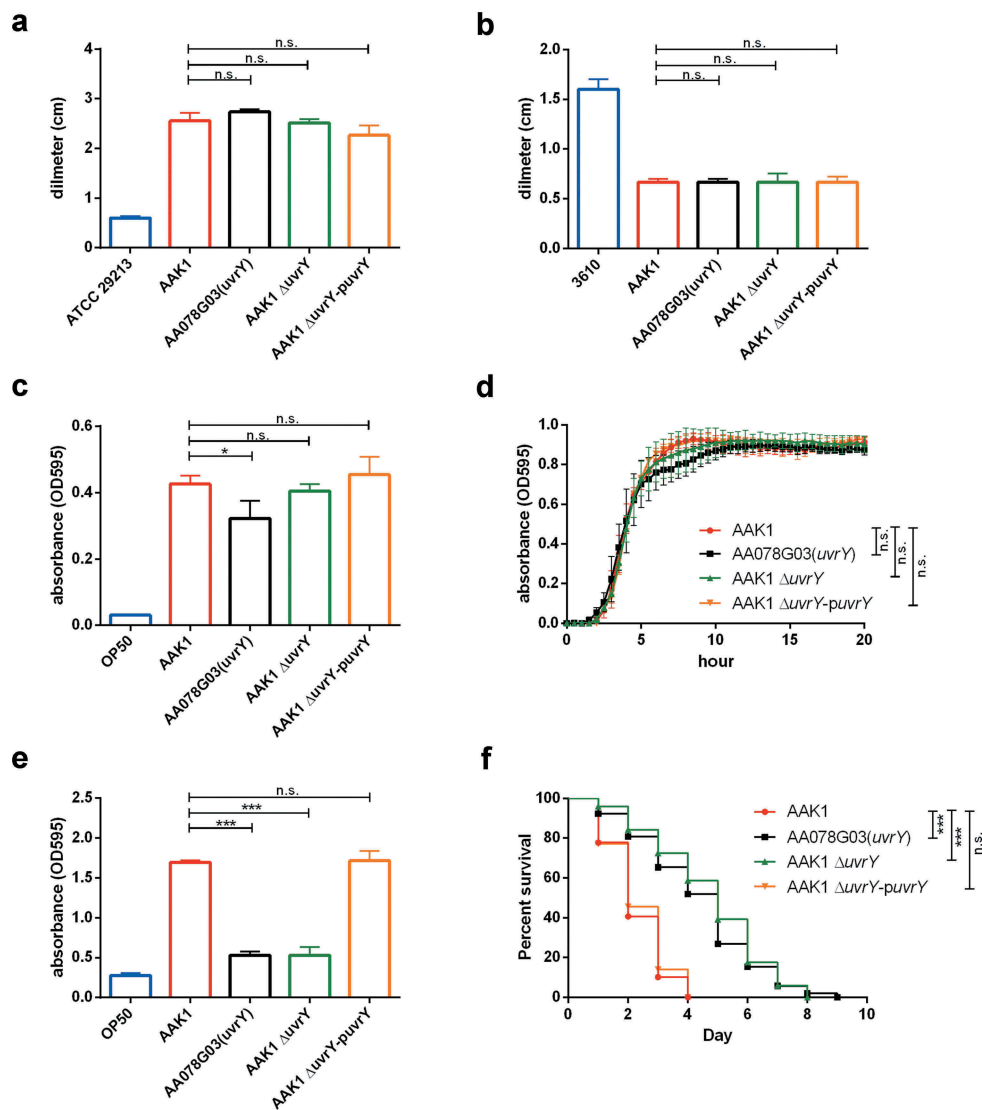 a
n.s.
n.s.
n.s.
dilmeter (cm)
4
3
2
1
0
ATCC 29213
AAK1
AA078G03(uvrY)
AAK1 ΔuvrY
AAK1 ΔuvrY-puvrY
b
n.s.
n.s.
n.s.
dilmeter (cm)
2.0
1.5
1.0
0.5
0.0
3610
AAK1
AA078G03(uvrY)
AAK1 ΔuvrY
AAK1 ΔuvrY-puvrY
c
n.s.
n.s.
*
absorbance (OD595)
0.6
0.4
0.2
0.0
OP50
AAK1
AA078G03(uvrY)
AAK1 ΔuvrY
AAK1 ΔuvrY-puvrY
d
absorbance (OD595)
1.0
0.8
0.6
0.4
0.2
0.0
0 5 10 15 20
hour
AAK1
AA078G03(uvrY)
AAK1 ΔuvrY
AAK1 ΔuvrY-puvrY
n.s.
n.s.
n.s.
e
n.s.
***
***
absorbance (OD595)
2.5
2.0
1.5
1.0
0.5
0.0
OP50
AAK1
AA078G03(uvrY)
AAK1 ΔuvrY
AAK1 ΔuvrY-puvrY
f
Percent survival
100
80
60
40
20
0
0 2 4 6 8 10
Day
AAK1
AA078G03(uvrY)
AAK1 ΔuvrY
AAK1 ΔuvrY-puvrY
***
***
n.s.